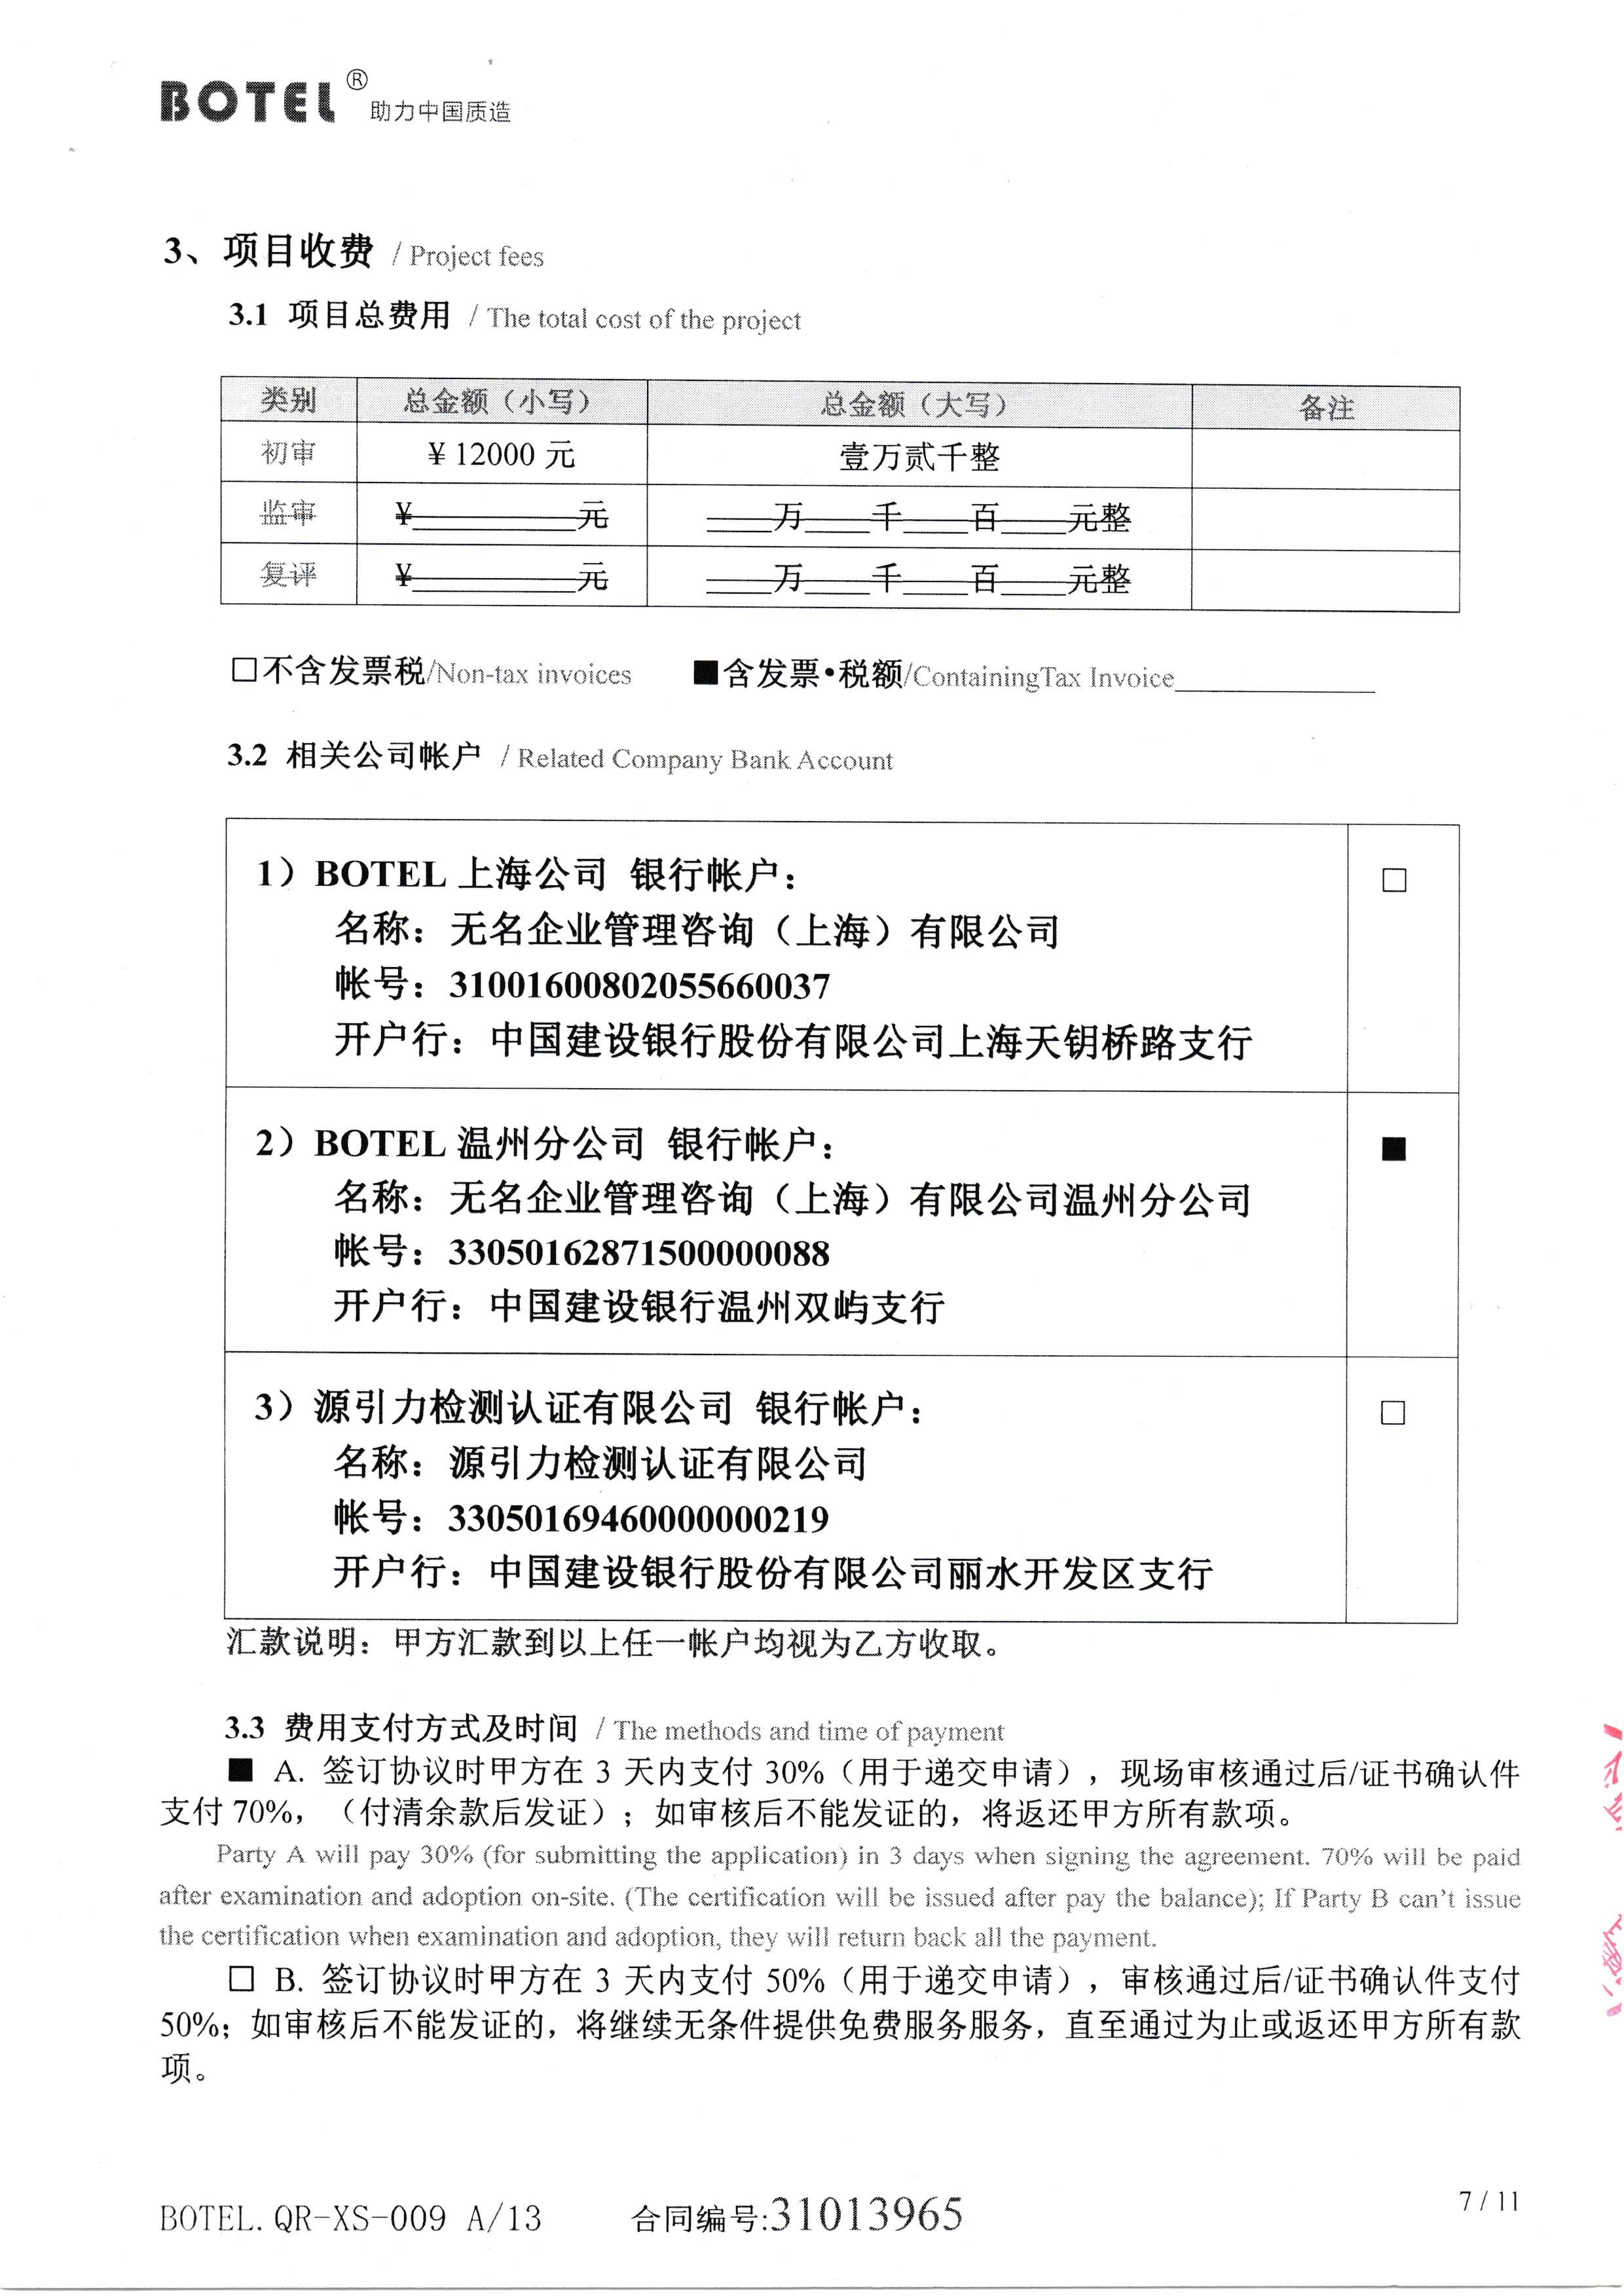 BOTEL® 助力中国质造
3、项目收费 / Project fees
3.1 项目总费用 / The total cost of the project
类别 总金额（小写） 总金额（大写） 备注
初审 ¥ 12000 元 壹万贰千整
监审 ¥__________元 ____万____千____百____元整
复评 ¥__________元 ____万____千____百____元整
□不含发票税/Non-tax invoices ■含发票•税额/ContainingTax Invoice____________
3.2 相关公司帐户 / Related Company Bank Account
1）BOTEL 上海公司 银行帐户： □
名称：无名企业管理咨询（上海）有限公司
帐号：31001600802055660037
开户行：中国建设银行股份有限公司上海天钥桥路支行
2）BOTEL 温州分公司 银行帐户： ■
名称：无名企业管理咨询（上海）有限公司温州分公司
帐号：33050162871500000088
开户行：中国建设银行温州双屿支行
3）源引力检测认证有限公司 银行帐户： □
名称：源引力检测认证有限公司
帐号：33050169460000000219
开户行：中国建设银行股份有限公司丽水开发区支行
汇款说明：甲方汇款到以上任一帐户均视为乙方收取。
3.3 费用支付方式及时间 / The methods and time of payment
■ A. 签订协议时甲方在 3 天内支付 30%（用于递交申请），现场审核通过后/证书确认件
支付 70%，（付清余款后发证）；如审核后不能发证的，将返还甲方所有款项。
Party A will pay 30% (for submitting the application) in 3 days when signing the agreement. 70% will be paid
after examination and adoption on-site. (The certification will be issued after pay the balance); If Party B can't issue
the certification when examination and adoption, they will return back all the payment.
□ B. 签订协议时甲方在 3 天内支付 50%（用于递交申请），审核通过后/证书确认件支付
50%；如审核后不能发证的，将继续无条件提供免费服务服务，直至通过为止或返还甲方所有款
项。
BOTEL.QR-XS-009 A/13 合同编号:31013965 7 / 11